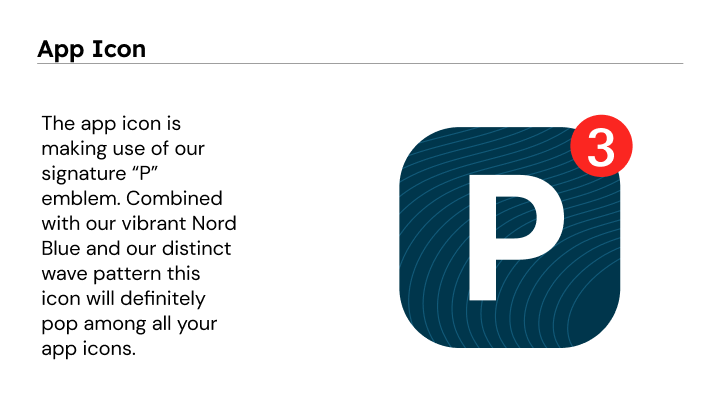 App Icon
The app icon is
making use of our
signature “P”
emblem. Combined
with our vibrant Nord
Blue and our distinct
wave pattern this
icon will definitely
pop among all your
app icons.
3
P